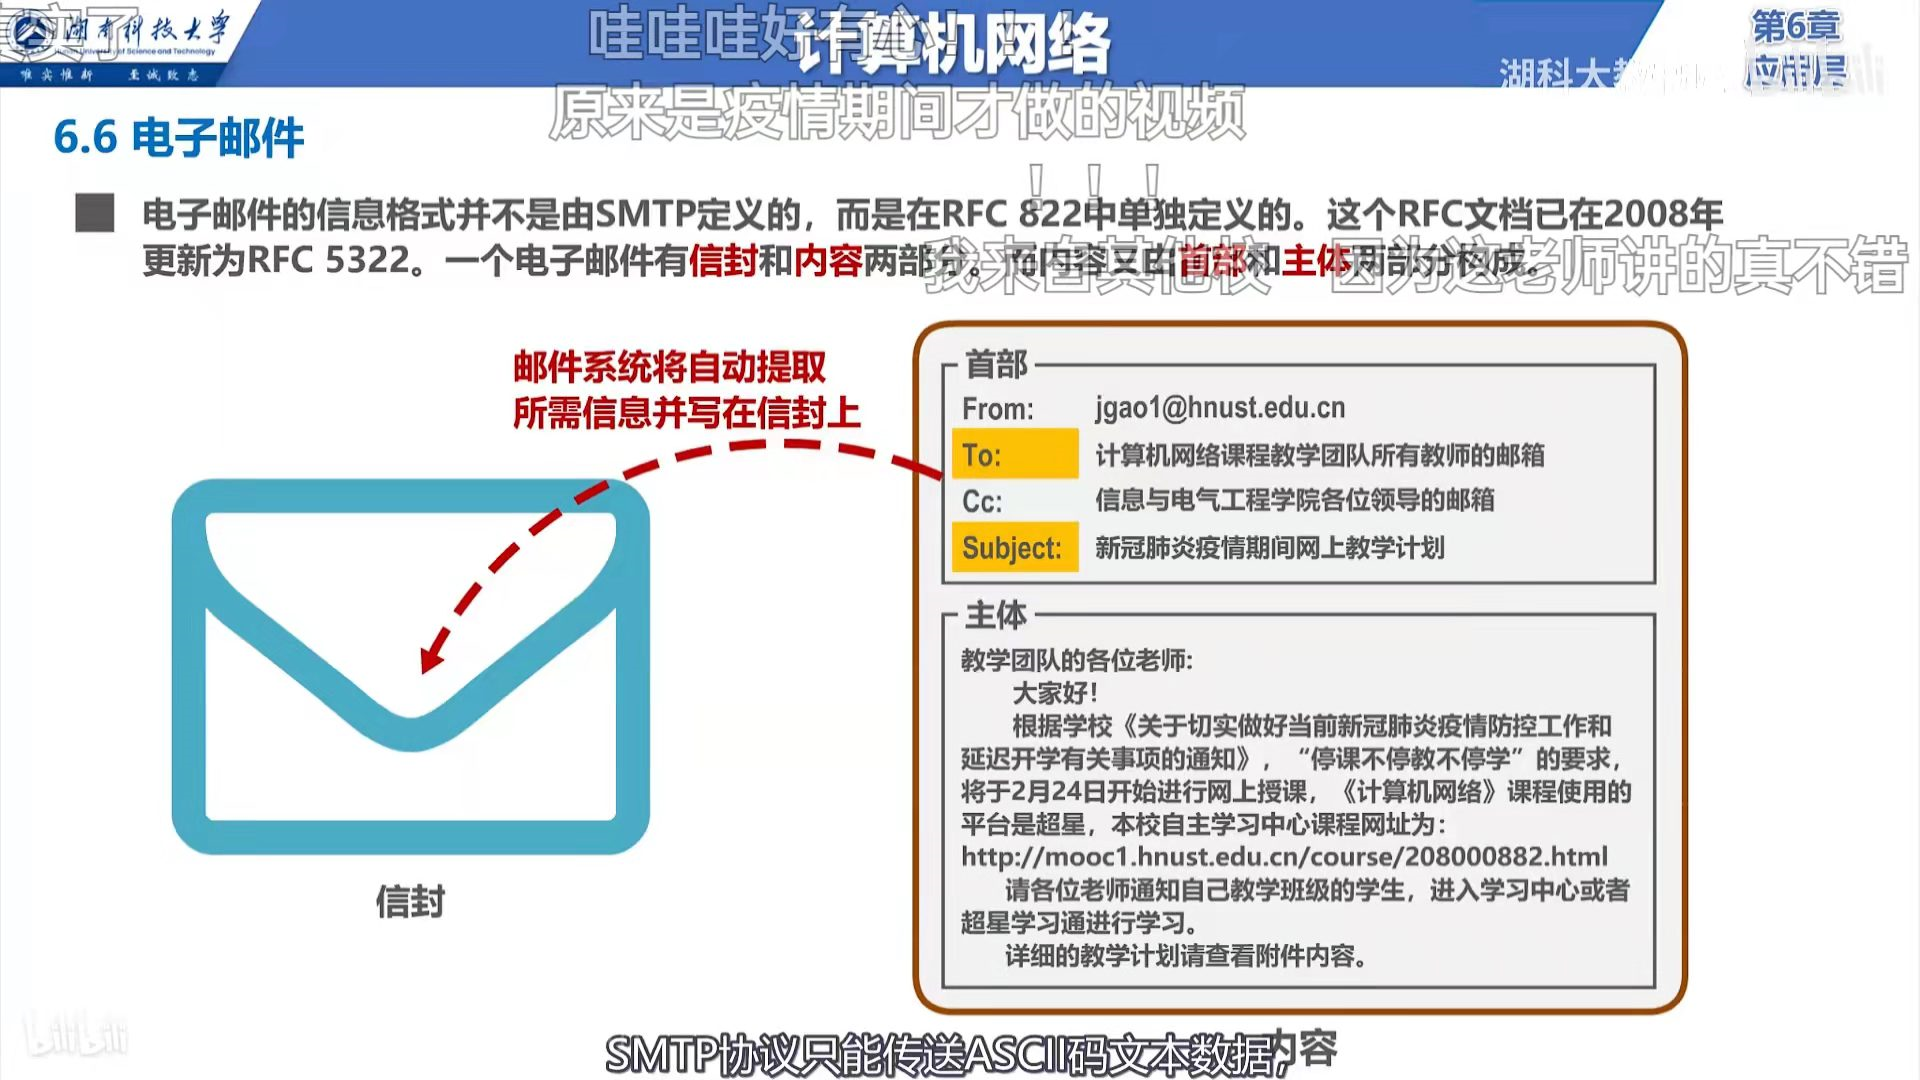 湖南科技大学
Hunan University of Science and Technology
唯实惟新 至诚致志
哇哇哇好有心！！！
计算机网络
第6章
应用层
原来是疫情期间才做的视频
6.6 电子邮件
！！！
电子邮件的信息格式并不是由SMTP定义的，而是在RFC 822中单独定义的。这个RFC文档已在2008年
更新为RFC 5322。一个电子邮件有信封和内容两部分。而内容又由首部和主体两部分构成。
我来自其他校 因为这老师讲的真不错
邮件系统将自动提取
所需信息并写在信封上
信封
首部
From: jgao1@hnust.edu.cn
To: 计算机网络课程教学团队所有教师的邮箱
Cc: 信息与电气工程学院各位领导的邮箱
Subject: 新冠肺炎疫情期间网上教学计划
主体
教学团队的各位老师:
大家好！
根据学校《关于切实做好当前新冠肺炎疫情防控工作和
延迟开学有关事项的通知》，“停课不停教不停学”的要求，
将于2月24日开始进行网上授课，《计算机网络》课程使用的
平台是超星，本校自主学习中心课程网址为：
http://mooc1.hnust.edu.cn/course/208000882.html
请各位老师通知自己教学班级的学生，进入学习中心或者
超星学习通进行学习。
详细的教学计划请查看附件内容。
内容
bilibili
SMTP协议只能传送ASCII码文本数据,